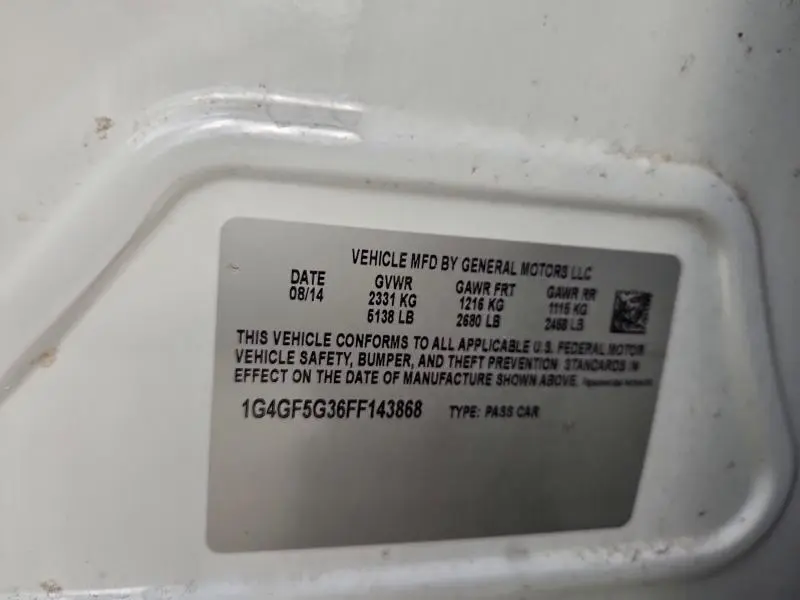 VEHICLE MFD BY GENERAL MOTORS LLC
DATE GVWR GAWR FRT GAWR RR
08/14 2331 KG 1216 KG 1115 KG
5138 LB 2680 LB 2458 LB
THIS VEHICLE CONFORMS TO ALL APPLICABLE U.S. FEDERAL MOTOR
VEHICLE SAFETY, BUMPER, AND THEFT PREVENTION STANDARDS IN
EFFECT ON THE DATE OF MANUFACTURE SHOWN ABOVE.
1G4GF5G36FF143868 TYPE: PASS CAR